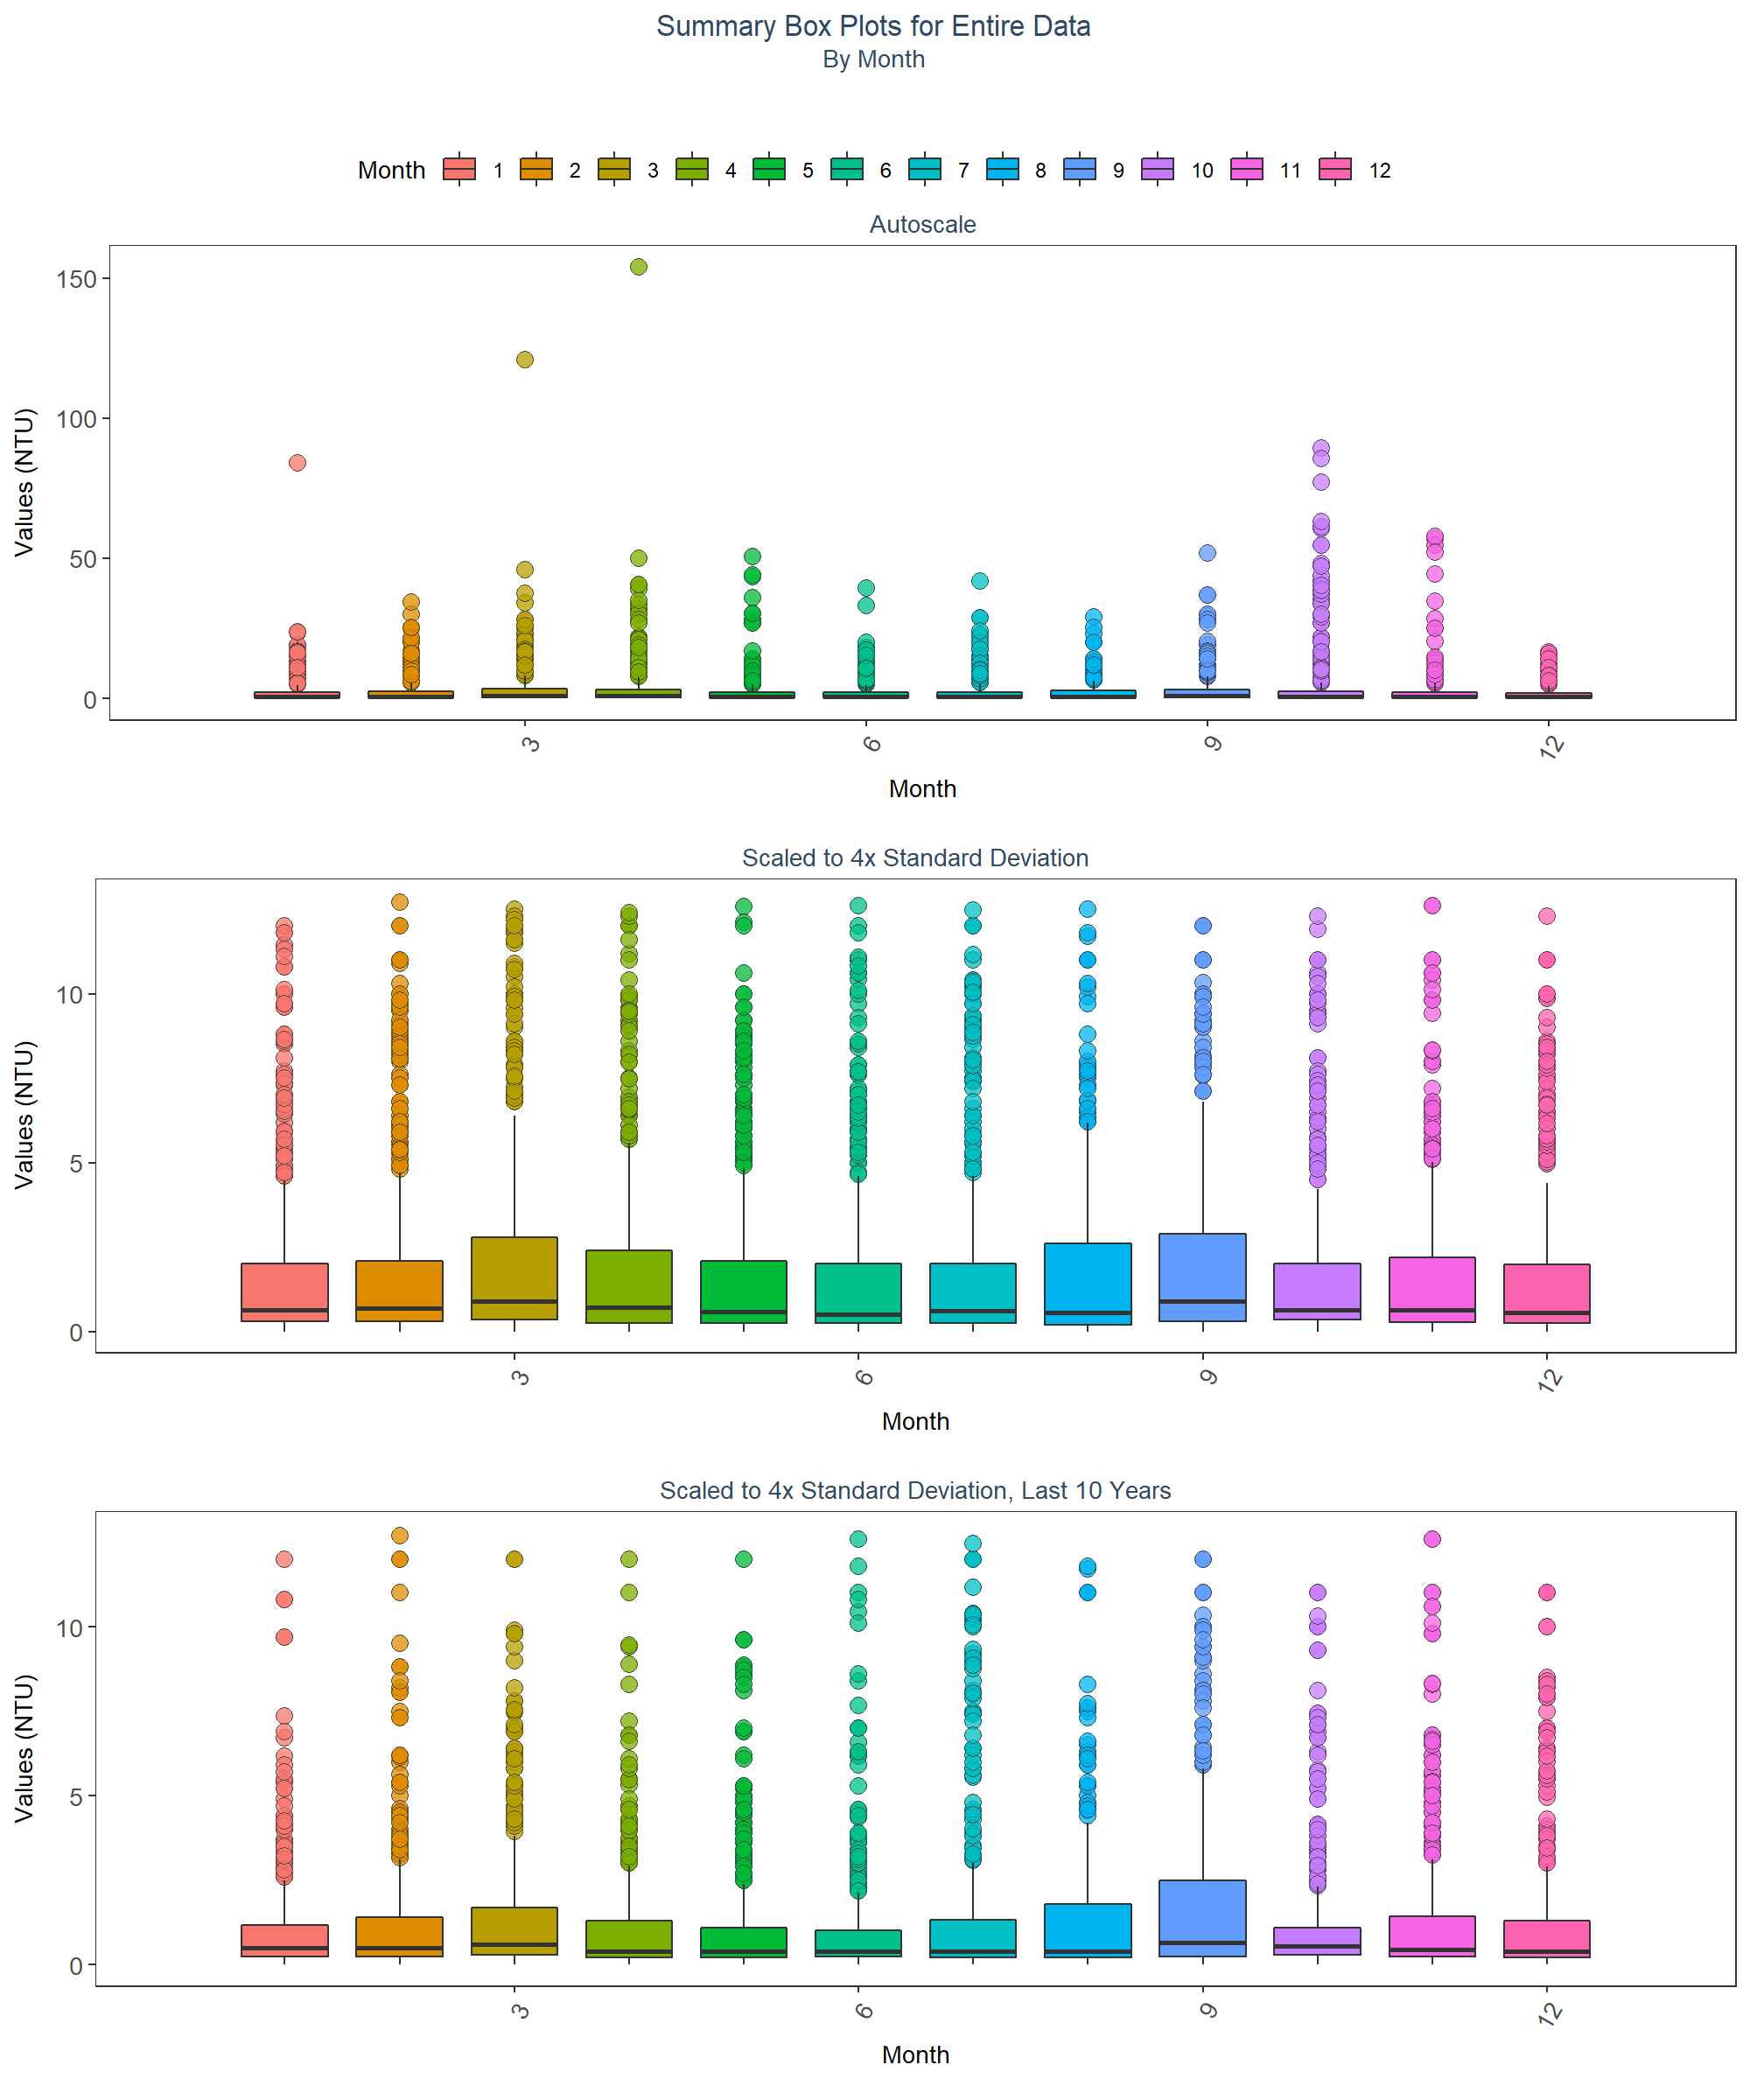 Summary Box Plots for Entire Data
By Month
Month 1 2 3 4 5 6 7 8 9 10 11 12
Autoscale
Values (NTU)
150
100
50
0
3 6 9 12
Month
Scaled to 4x Standard Deviation
Values (NTU)
10
5
0
3 6 9 12
Month
Scaled to 4x Standard Deviation, Last 10 Years
Values (NTU)
10
5
0
3 6 9 12
Month